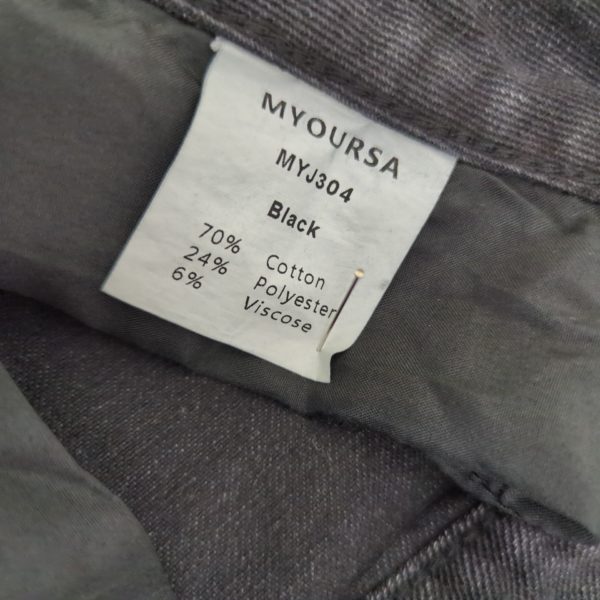 MYOURSA
MYJ304
Black
70% Cotton
24% Polyester
6% Viscose